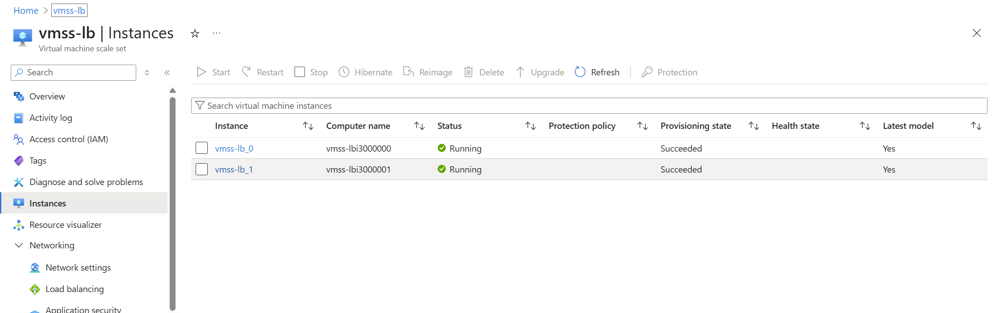 Home > vmss-lb
vmss-lb | Instances
Virtual machine scale set
Search
Overview
Activity log
Access control (IAM)
Tags
Diagnose and solve problems
Instances
Resource visualizer
Networking
Network settings
Load balancing
Application security
Start Restart Stop Hibernate Reimage Delete Upgrade Refresh Protection
Search virtual machine instances
Instance Computer name Status Protection policy Provisioning state Health state Latest model
vmss-lb_0 vmss-lbi3000000 Running Succeeded Yes
vmss-lb_1 vmss-lbi3000001 Running Succeeded Yes